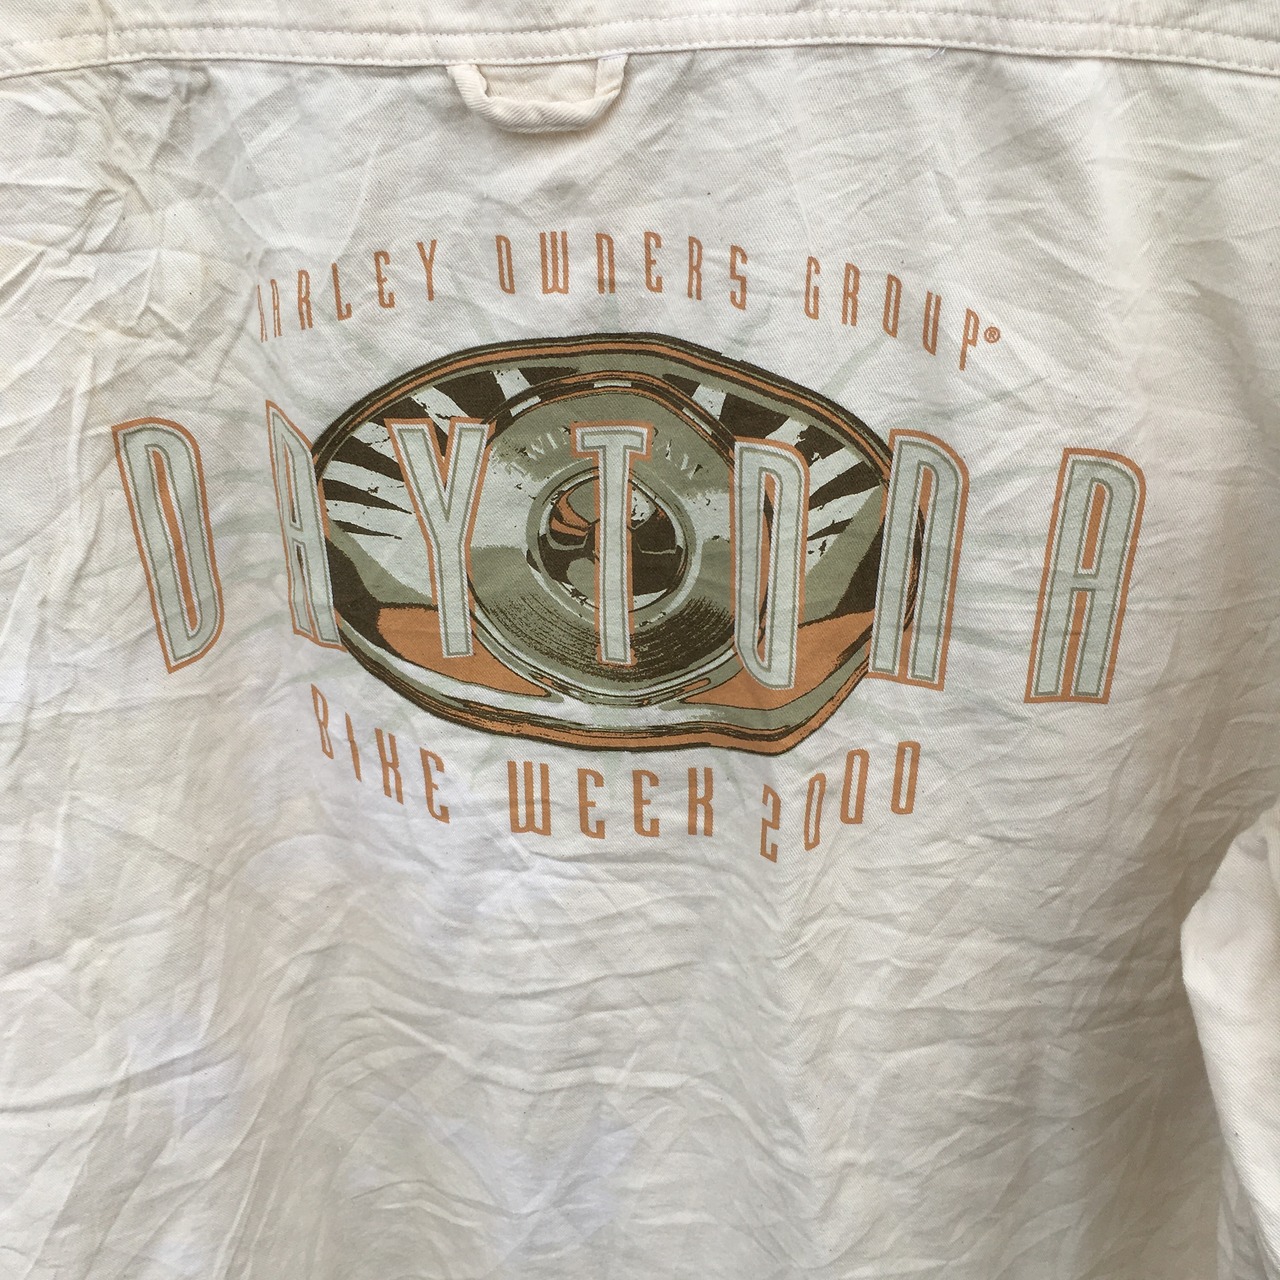 HARLEY OWNERS GROUP®
DAYTONA
BIKE WEEK 2000